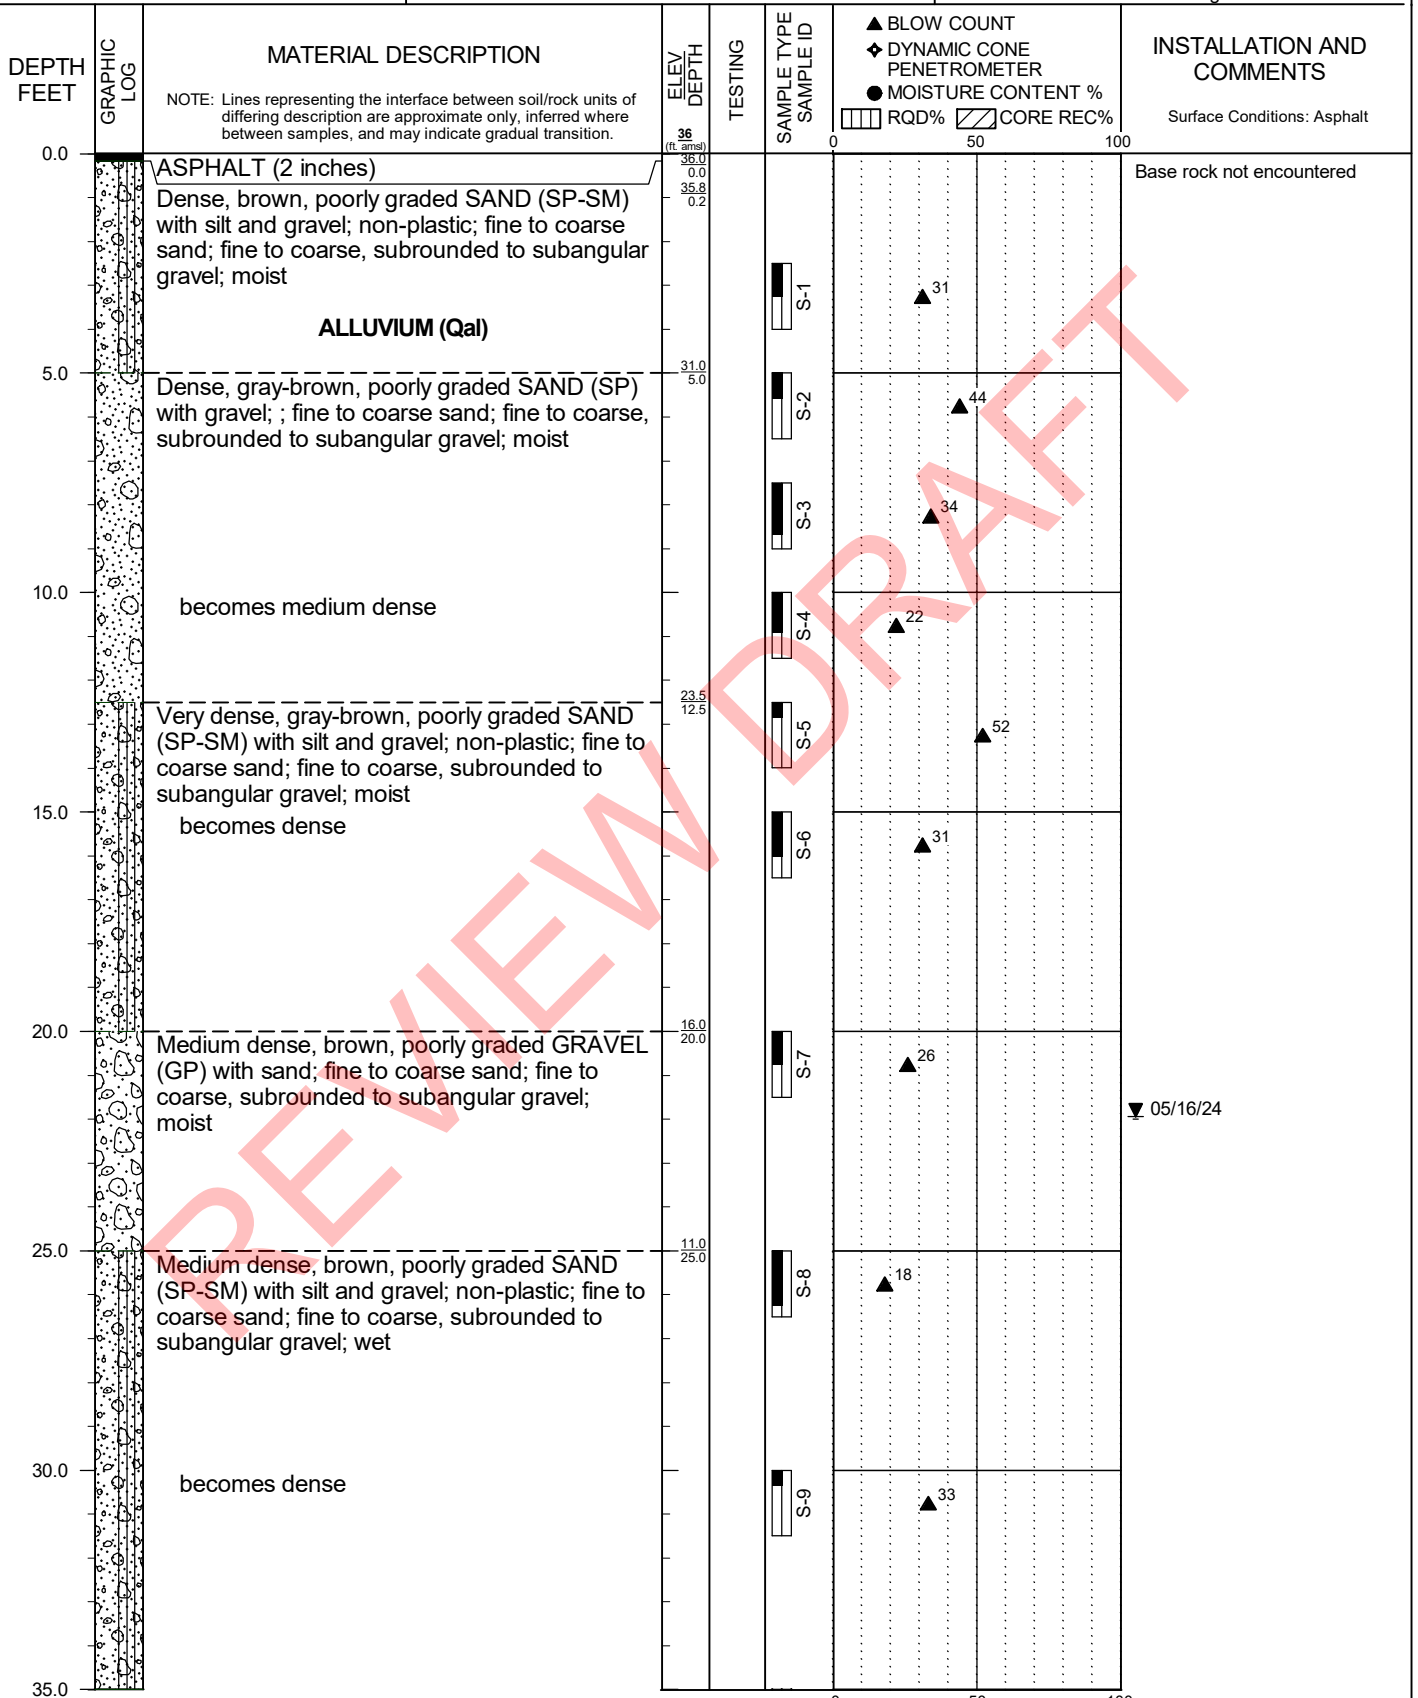 DEPTH
FEET
GRAPHIC
LOG
MATERIAL DESCRIPTION
NOTE: Lines representing the interface between soil/rock units of
differing description are approximate only, inferred where
between samples, and may indicate gradual transition.
ELEV
DEPTH
36
(ft. amsl)
TESTING
SAMPLE TYPE
SAMPLE ID
▲ BLOW COUNT
DYNAMIC CONE
PENETROMETER
● MOISTURE CONTENT %
RQD% CORE REC%
0 50 100
INSTALLATION AND
COMMENTS
Surface Conditions: Asphalt
0.0
ASPHALT (2 inches)
36.0
0.0
Base rock not encountered
Dense, brown, poorly graded SAND (SP-SM)
with silt and gravel; non-plastic; fine to coarse
sand; fine to coarse, subrounded to subangular
gravel; moist
35.8
0.2
S-1
31
ALLUVIUM (Qal)
5.0
31.0
5.0
Dense, gray-brown, poorly graded SAND (SP)
with gravel; ; fine to coarse sand; fine to coarse,
subrounded to subangular gravel; moist
S-2
44
S-3
34
10.0
becomes medium dense
S-4
22
23.5
12.5
Very dense, gray-brown, poorly graded SAND
(SP-SM) with silt and gravel; non-plastic; fine to
coarse sand; fine to coarse, subrounded to
subangular gravel; moist
S-5
52
15.0
becomes dense
S-6
31
20.0
16.0
20.0
Medium dense, brown, poorly graded GRAVEL
(GP) with sand; fine to coarse sand; fine to
coarse, subrounded to subangular gravel;
moist
S-7
26
05/16/24
25.0
11.0
25.0
Medium dense, brown, poorly graded SAND
(SP-SM) with silt and gravel; non-plastic; fine to
coarse sand; fine to coarse, subrounded to
subangular gravel; wet
S-8
18
30.0
becomes dense
S-9
33
35.0
0 50 100
REVIEW DRAFT